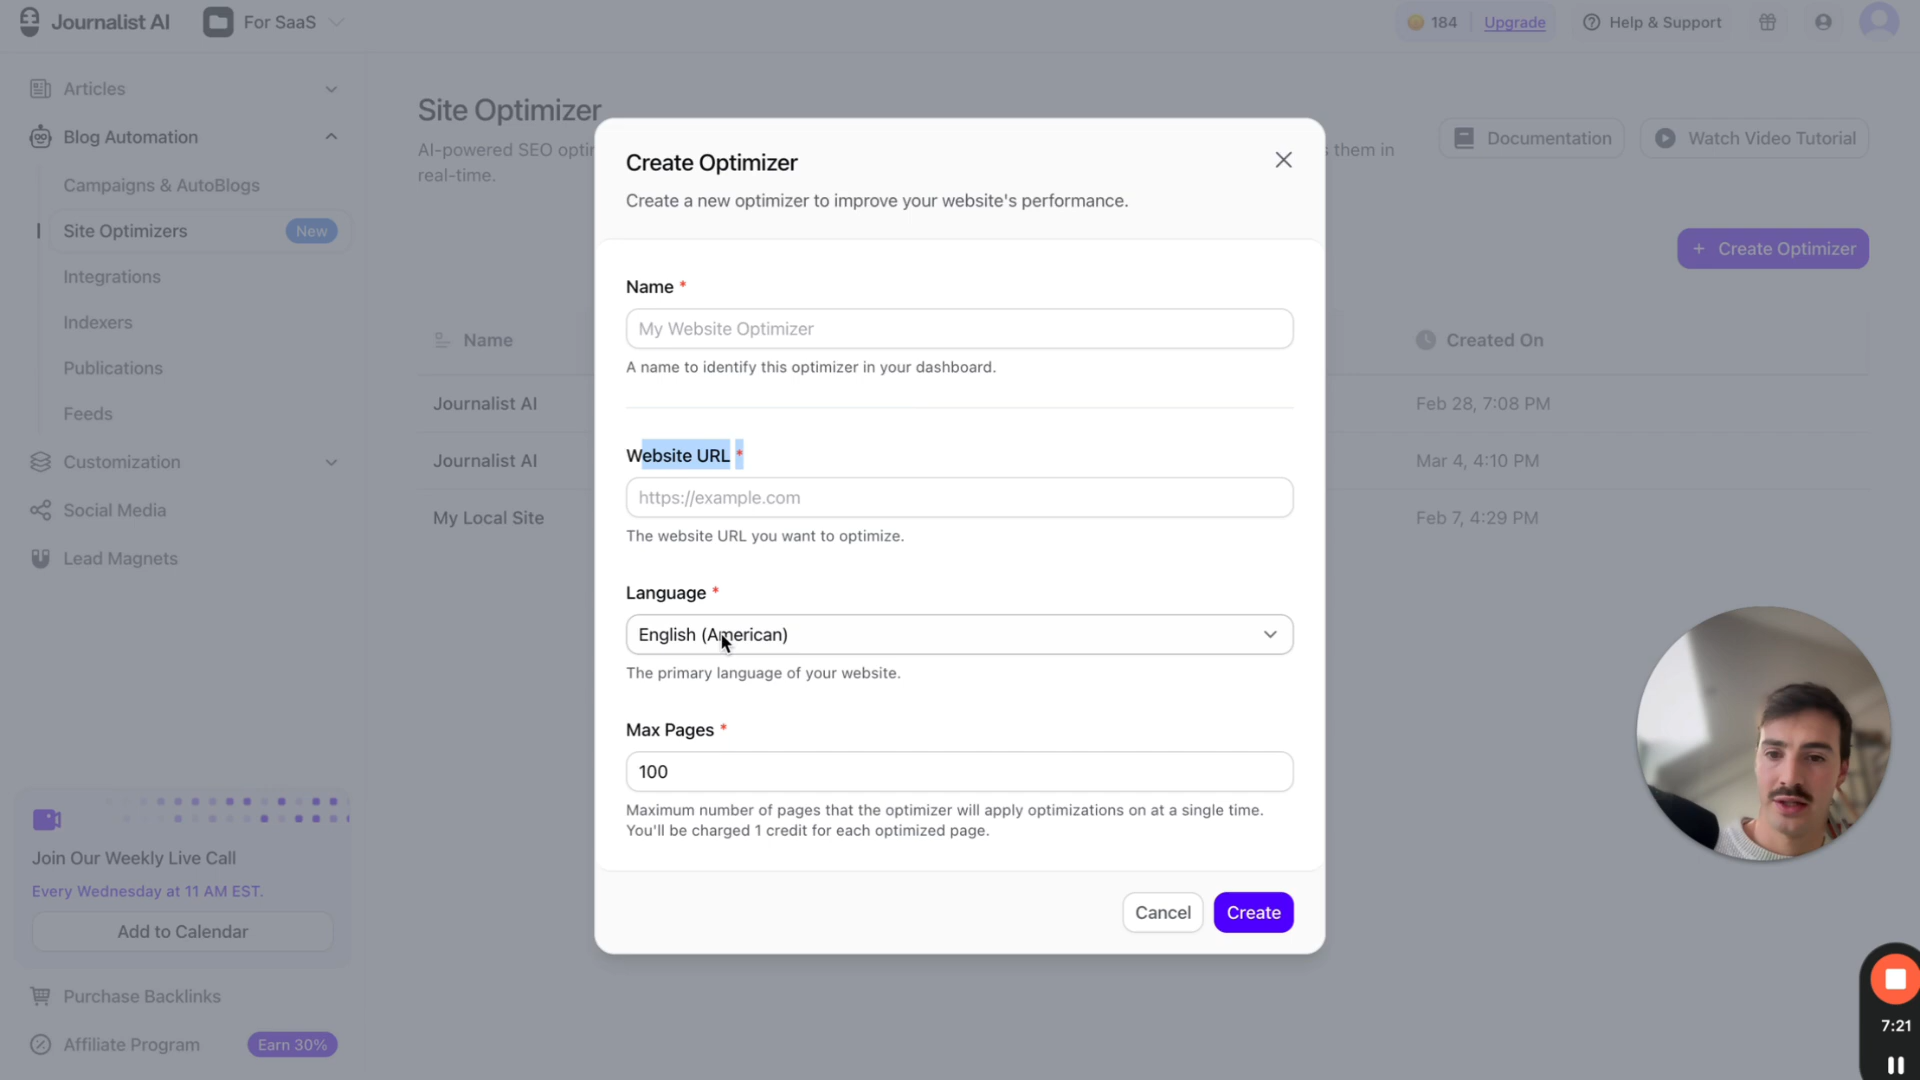 Journalist AI
For SaaS
184
Upgrade
Help & Support
Articles
Blog Automation
Campaigns & AutoBlogs
Site Optimizers
New
Integrations
Indexers
Publications
Feeds
Customization
Social Media
Lead Magnets
Join Our Weekly Live Call
Every Wednesday at 11 AM EST.
Add to Calendar
Purchase Backlinks
Affiliate Program
Earn 30%
Site Optimizer
AI-powered SEO opti
s them in
real-time.
Documentation
Watch Video Tutorial
+ Create Optimizer
Name
Created On
Journalist AI
Feb 28, 7:08 PM
Journalist AI
Mar 4, 4:10 PM
My Local Site
Feb 7, 4:29 PM
Create Optimizer
Create a new optimizer to improve your website's performance.
Name *
My Website Optimizer
A name to identify this optimizer in your dashboard.
Website URL *
https://example.com
The website URL you want to optimize.
Language *
English (American)
The primary language of your website.
Max Pages *
100
Maximum number of pages that the optimizer will apply optimizations on at a single time.
You'll be charged 1 credit for each optimized page.
Cancel
Create
7:21